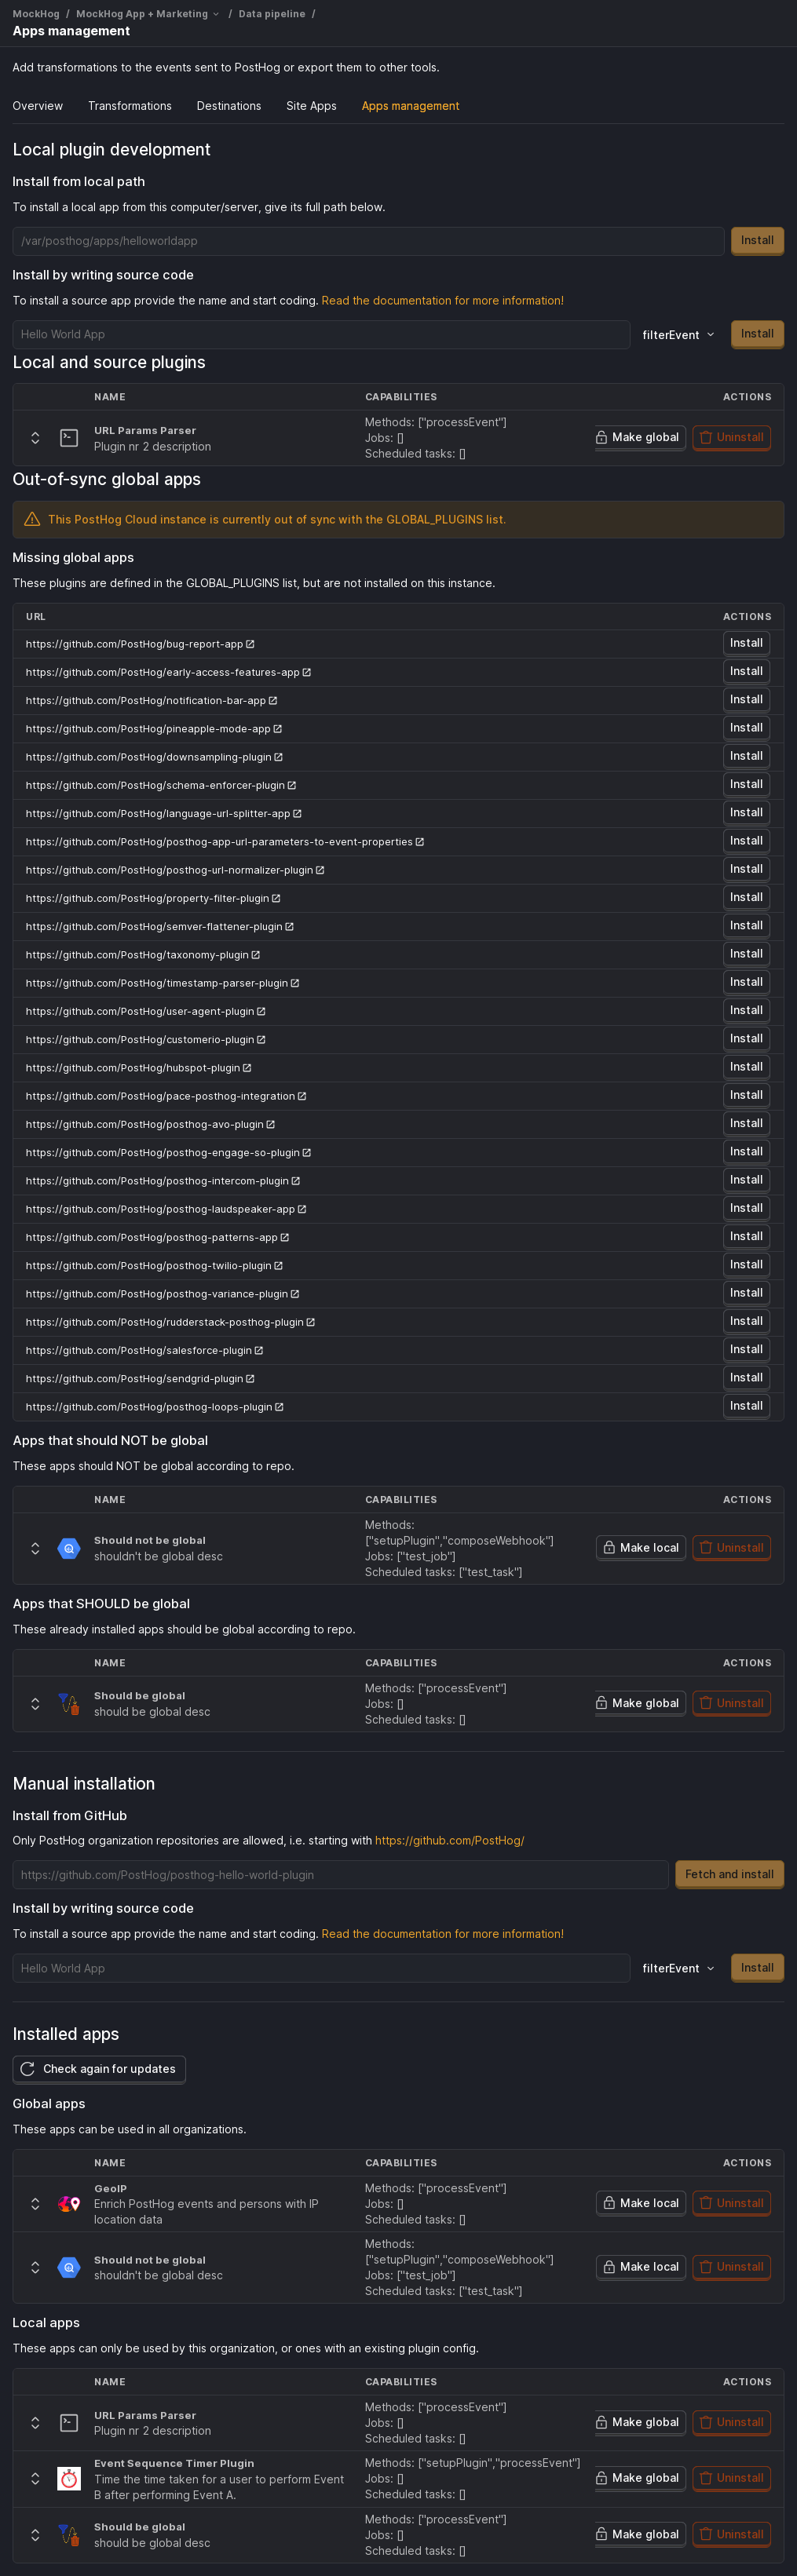 MockHog / MockHog App + Marketing / Data pipeline /
Apps management
Add transformations to the events sent to PostHog or export them to other tools.
Overview Transformations Destinations Site Apps Apps management
Local plugin development
Install from local path
To install a local app from this computer/server, give its full path below.
/var/posthog/apps/helloworldapp Install
Install by writing source code
To install a source app provide the name and start coding. Read the documentation for more information!
Hello World App filterEvent Install
Local and source plugins
NAME CAPABILITIES ACTIONS
URL Params Parser
Plugin nr 2 description
Methods: ["processEvent"]
Jobs: []
Scheduled tasks: []
Make global Uninstall
Out-of-sync global apps
This PostHog Cloud instance is currently out of sync with the GLOBAL_PLUGINS list.
Missing global apps
These plugins are defined in the GLOBAL_PLUGINS list, but are not installed on this instance.
URL ACTIONS
https://github.com/PostHog/bug-report-app Install
https://github.com/PostHog/early-access-features-app Install
https://github.com/PostHog/notification-bar-app Install
https://github.com/PostHog/pineapple-mode-app Install
https://github.com/PostHog/downsampling-plugin Install
https://github.com/PostHog/schema-enforcer-plugin Install
https://github.com/PostHog/language-url-splitter-app Install
https://github.com/PostHog/posthog-app-url-parameters-to-event-properties Install
https://github.com/PostHog/posthog-url-normalizer-plugin Install
https://github.com/PostHog/property-filter-plugin Install
https://github.com/PostHog/semver-flattener-plugin Install
https://github.com/PostHog/taxonomy-plugin Install
https://github.com/PostHog/timestamp-parser-plugin Install
https://github.com/PostHog/user-agent-plugin Install
https://github.com/PostHog/customerio-plugin Install
https://github.com/PostHog/hubspot-plugin Install
https://github.com/PostHog/pace-posthog-integration Install
https://github.com/PostHog/posthog-avo-plugin Install
https://github.com/PostHog/posthog-engage-so-plugin Install
https://github.com/PostHog/posthog-intercom-plugin Install
https://github.com/PostHog/posthog-laudspeaker-app Install
https://github.com/PostHog/posthog-patterns-app Install
https://github.com/PostHog/posthog-twilio-plugin Install
https://github.com/PostHog/posthog-variance-plugin Install
https://github.com/PostHog/rudderstack-posthog-plugin Install
https://github.com/PostHog/salesforce-plugin Install
https://github.com/PostHog/sendgrid-plugin Install
https://github.com/PostHog/posthog-loops-plugin Install
Apps that should NOT be global
These apps should NOT be global according to repo.
NAME CAPABILITIES ACTIONS
Should not be global
shouldn't be global desc
Methods:
["setupPlugin","composeWebhook"]
Jobs: ["test_job"]
Scheduled tasks: ["test_task"]
Make local Uninstall
Apps that SHOULD be global
These already installed apps should be global according to repo.
NAME CAPABILITIES ACTIONS
Should be global
should be global desc
Methods: ["processEvent"]
Jobs: []
Scheduled tasks: []
Make global Uninstall
Manual installation
Install from GitHub
Only PostHog organization repositories are allowed, i.e. starting with https://github.com/PostHog/
https://github.com/PostHog/posthog-hello-world-plugin Fetch and install
Install by writing source code
To install a source app provide the name and start coding. Read the documentation for more information!
Hello World App filterEvent Install
Installed apps
Check again for updates
Global apps
These apps can be used in all organizations.
NAME CAPABILITIES ACTIONS
GeoIP
Enrich PostHog events and persons with IP
location data
Methods: ["processEvent"]
Jobs: []
Scheduled tasks: []
Make local Uninstall
Should not be global
shouldn't be global desc
Methods:
["setupPlugin","composeWebhook"]
Jobs: ["test_job"]
Scheduled tasks: ["test_task"]
Make local Uninstall
Local apps
These apps can only be used by this organization, or ones with an existing plugin config.
NAME CAPABILITIES ACTIONS
URL Params Parser
Plugin nr 2 description
Methods: ["processEvent"]
Jobs: []
Scheduled tasks: []
Make global Uninstall
Event Sequence Timer Plugin
Time the time taken for a user to perform Event
B after performing Event A.
Methods: ["setupPlugin","processEvent"]
Jobs: []
Scheduled tasks: []
Make global Uninstall
Should be global
should be global desc
Methods: ["processEvent"]
Jobs: []
Scheduled tasks: []
Make global Uninstall